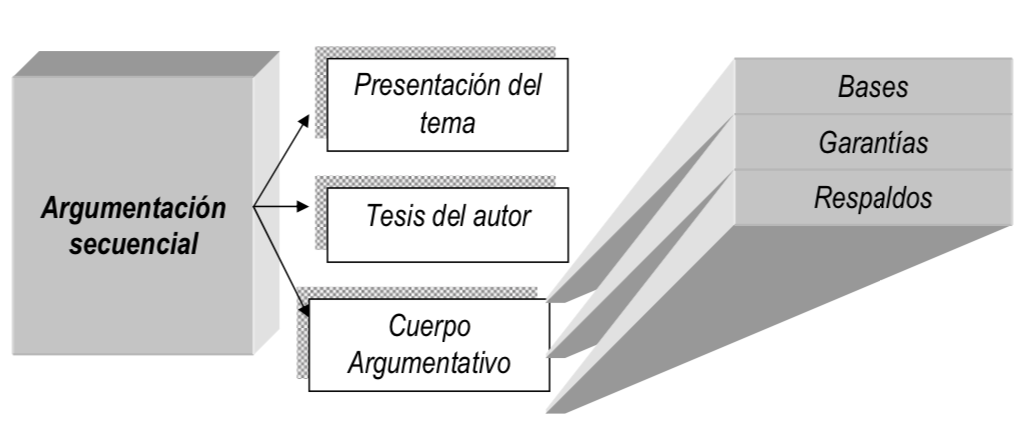 Argumentación
secuencial
Presentación del
tema
Tesis del autor
Cuerpo
Argumentativo
Bases
Garantías
Respaldos